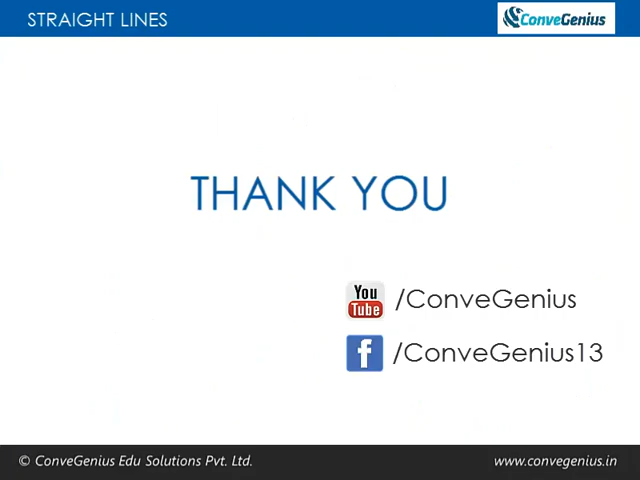 STRAIGHT LINES
ConveGenius
THANK YOU
You
Tube
/ConveGenius
f
/ConveGenius13
© ConveGenius Edu Solutions Pvt. Ltd.
www.convegenius.in